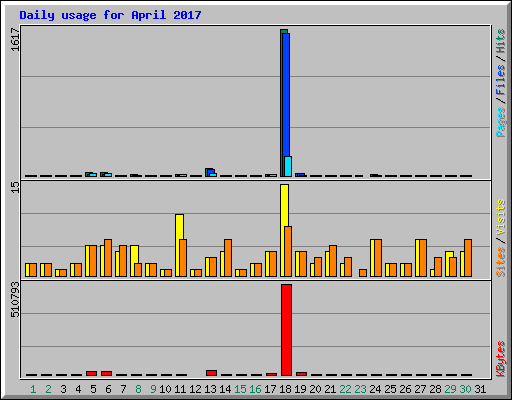 Daily usage for April 2017
1617
Pages/Files/Hits
15
Sites/Visits
510793
KBytes
1 2 3 4 5 6 7 8 9 10 11 12 13 14 15 16 17 18 19 20 21 22 23 24 25 26 27 28 29 30 31